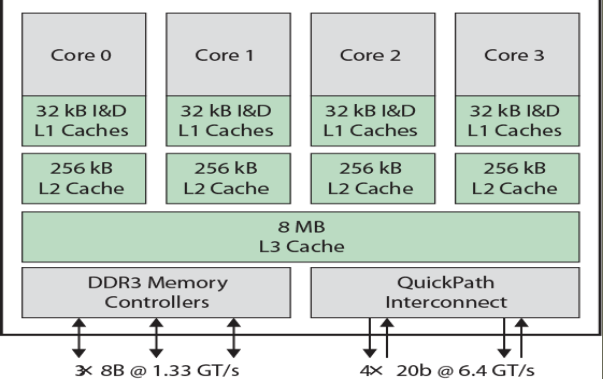 Core 0
Core 1
Core 2
Core 3
32 kB I&D
L1 Caches
32 kB I&D
L1 Caches
32 kB I&D
L1 Caches
32 kB I&D
L1 Caches
256 kB
L2 Cache
256 kB
L2 Cache
256 kB
L2 Cache
256 kB
L2 Cache
8 MB
L3 Cache
DDR3 Memory
Controllers
QuickPath
Interconnect
3× 8B @ 1.33 GT/s
4× 20b @ 6.4 GT/s